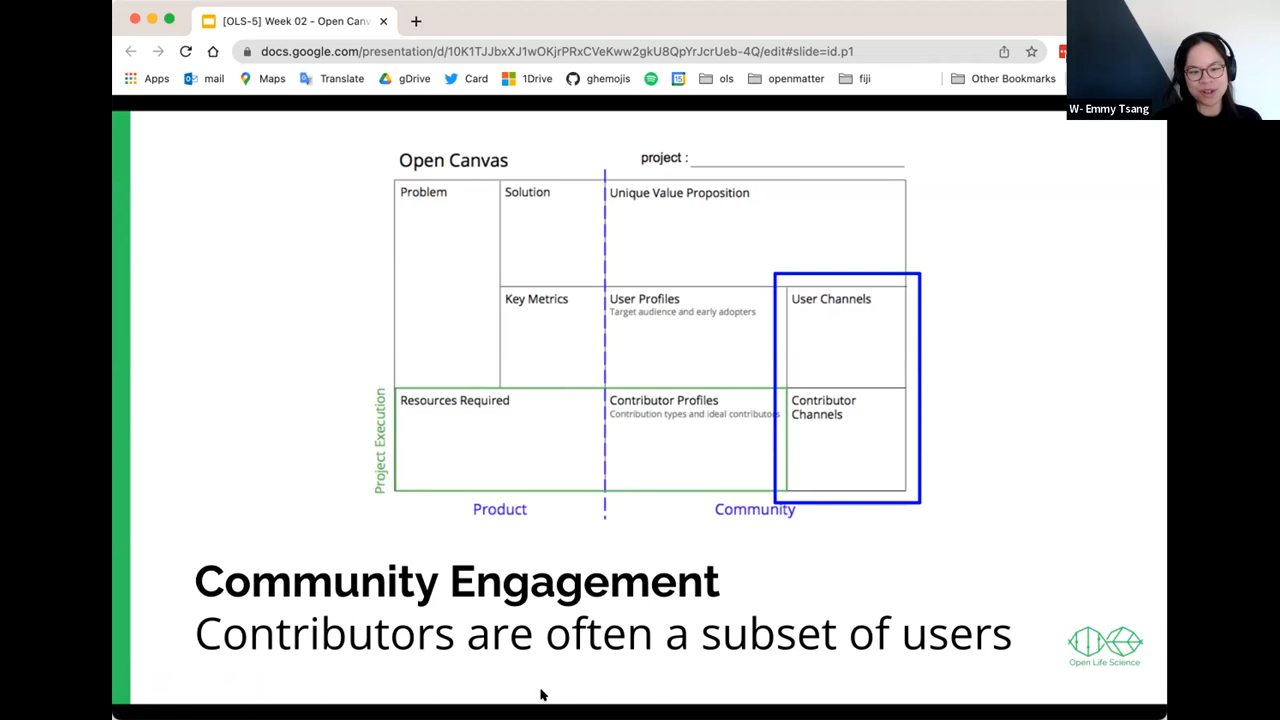 [OLS-5] Week 02 - Open Canv
docs.google.com/presentation/d/10K1TJJbxXJ1wOKjrPRxCVeKww2gkU8QpYrJcrUeb-4Q/edit#slide=id.p1
Apps mail Maps Translate gDrive Card 1Drive ghemojis 15 ols openmatter fiji Other Bookmarks
W- Emmy Tsang
Open Canvas project :
Problem Solution Unique Value Proposition
Key Metrics User Profiles User Channels
Target audience and early adopters
Resources Required Contributor Profiles Contributor
Contribution types and ideal contributors Channels
Project Execution
Product Community
Community Engagement
Contributors are often a subset of users
Open Life Science